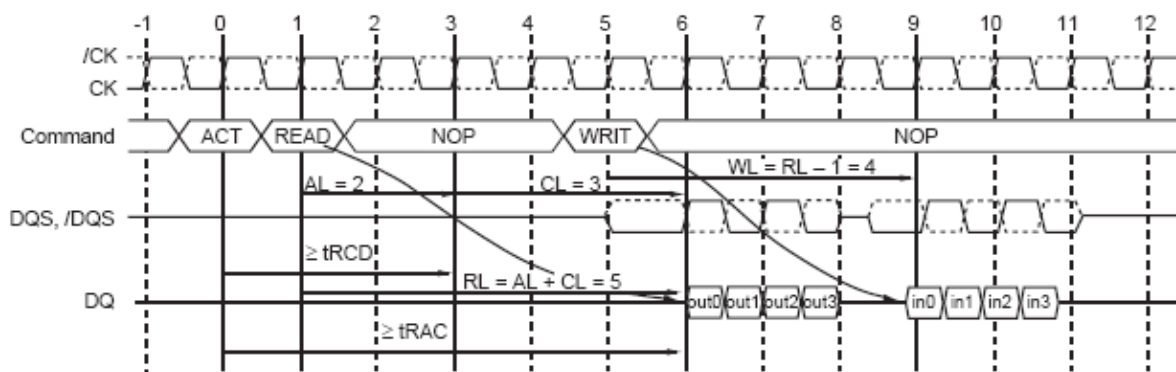 -1 0 1 2 3 4 5 6 7 8 9 10 11 12
/CK
CK
Command ACT READ NOP WRIT NOP
WL = RL – 1 = 4
AL = 2 CL = 3
DQS, /DQS
≥ tRCD
RL = AL + CL = 5
DQ out0 out1 out2 out3 in0 in1 in2 in3
≥ tRAC